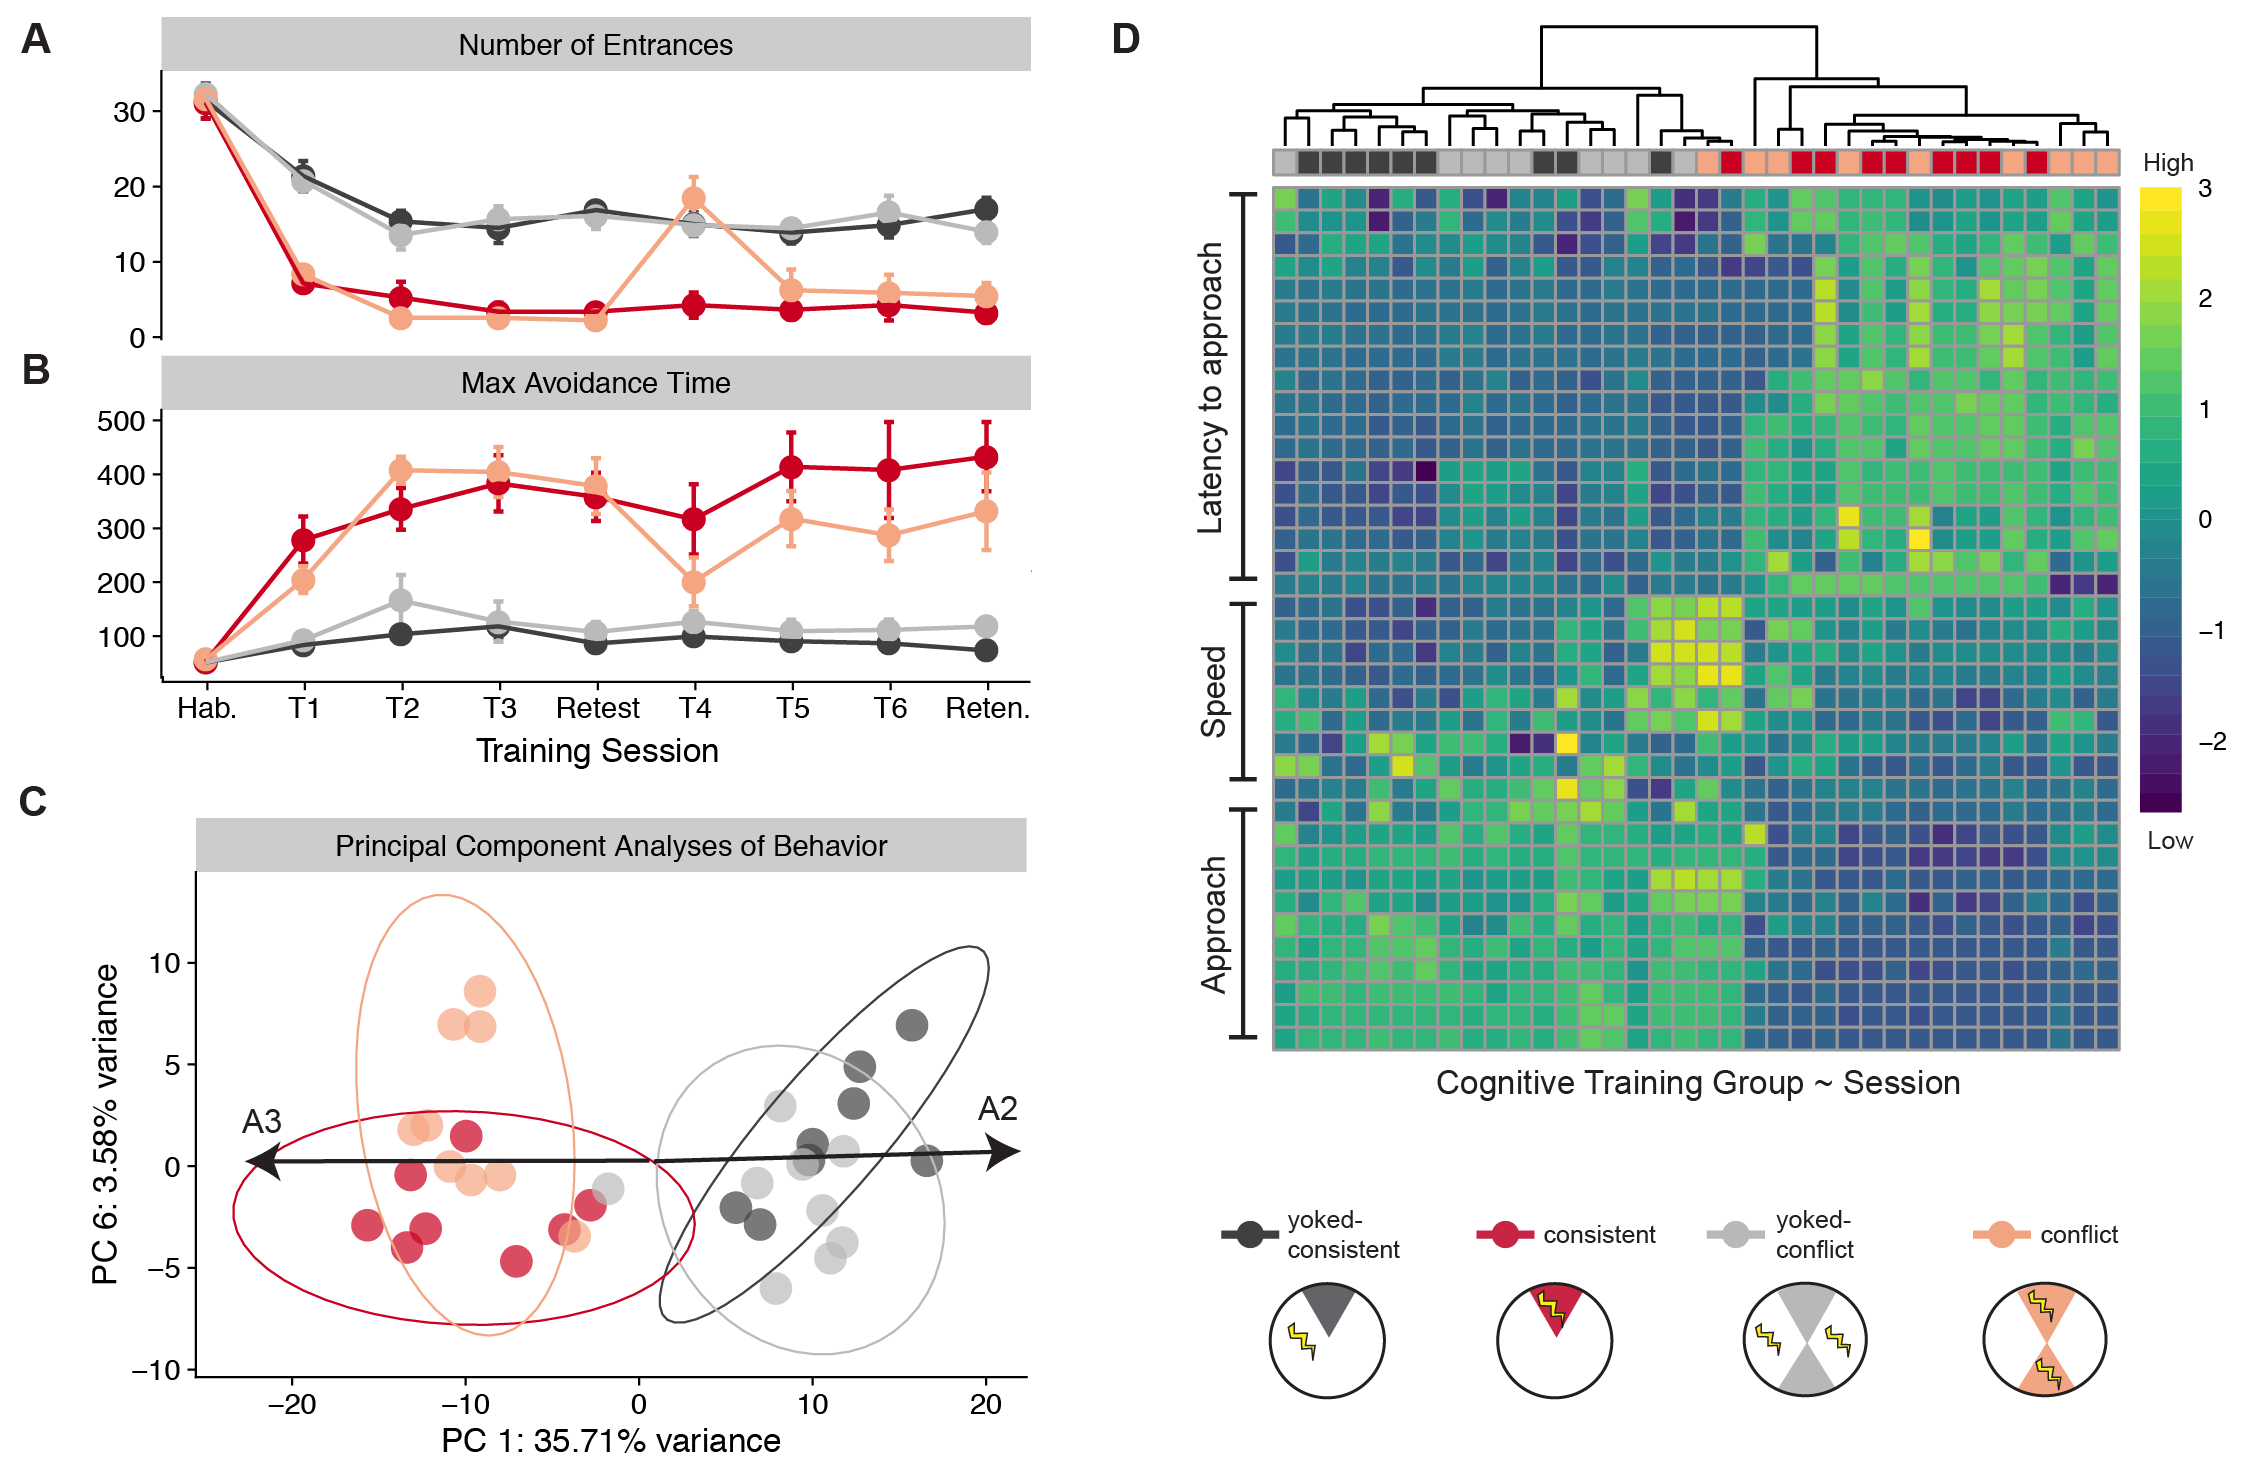 A
Number of Entrances
30
20
10
0
B
Max Avoidance Time
500
400
300
200
100
Hab. T1 T2 T3 Retest T4 T5 T6 Reten.
Training Session
C
Principal Component Analyses of Behavior
PC 6: 3.58% variance
10
5
0
−5
−10
A3
A2
−20 −10 0 10 20
PC 1: 35.71% variance
D
High
3
2
1
0
−1
−2
Low
Latency to approach
Speed
Approach
Cognitive Training Group ~ Session
yoked-
consistent
consistent
yoked-
conflict
conflict